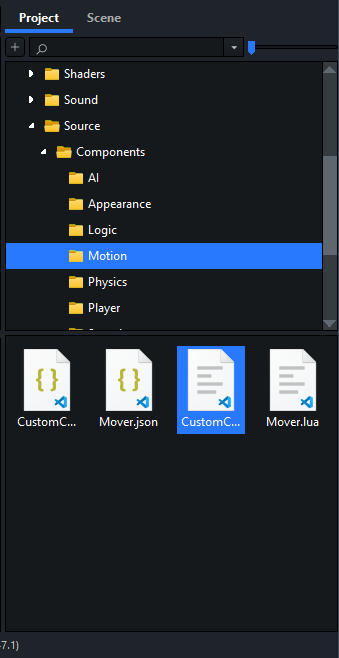 Project Scene
Shaders
Sound
Source
Components
AI
Appearance
Logic
Motion
Physics
Player
CustomC... Mover.json CustomC... Mover.lua
7.1)